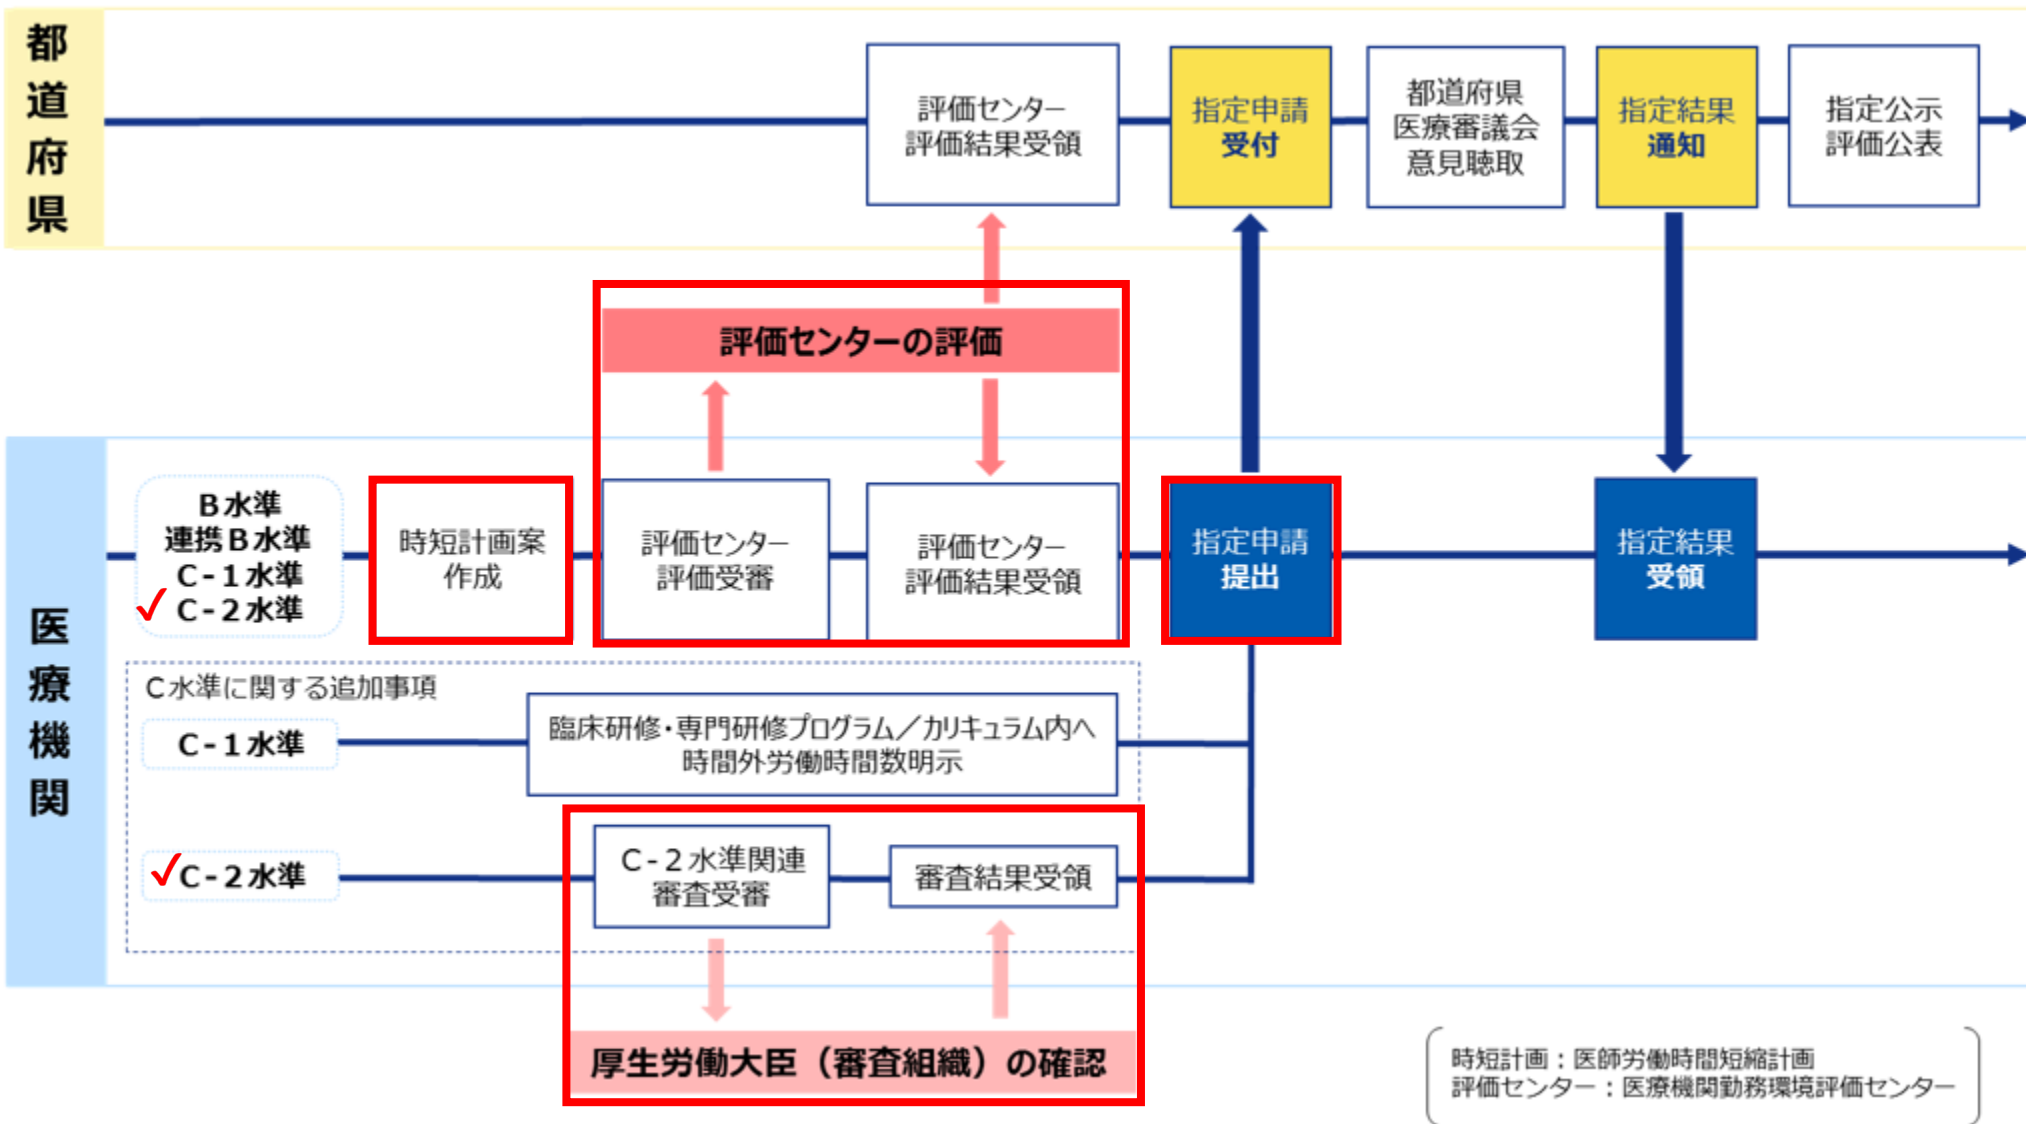 都道府県
評価センター
評価結果受領
指定申請
受付
都道府県
医療審議会
意見聴取
指定結果
通知
指定公示
評価公表
評価センターの評価
医療機関
B水準
連携B水準
C-1水準
C-2水準
時短計画案
作成
評価センター
評価受審
評価センター
評価結果受領
指定申請
提出
指定結果
受領
C水準に関する追加事項
C-1水準
臨床研修・専門研修プログラム/カリキュラム内へ
時間外労働時間数明示
C-2水準
C-2水準関連
審査受審
審査結果受領
厚生労働大臣(審査組織)の確認
時短計画:医師労働時間短縮計画
評価センター:医療機関勤務環境評価センター